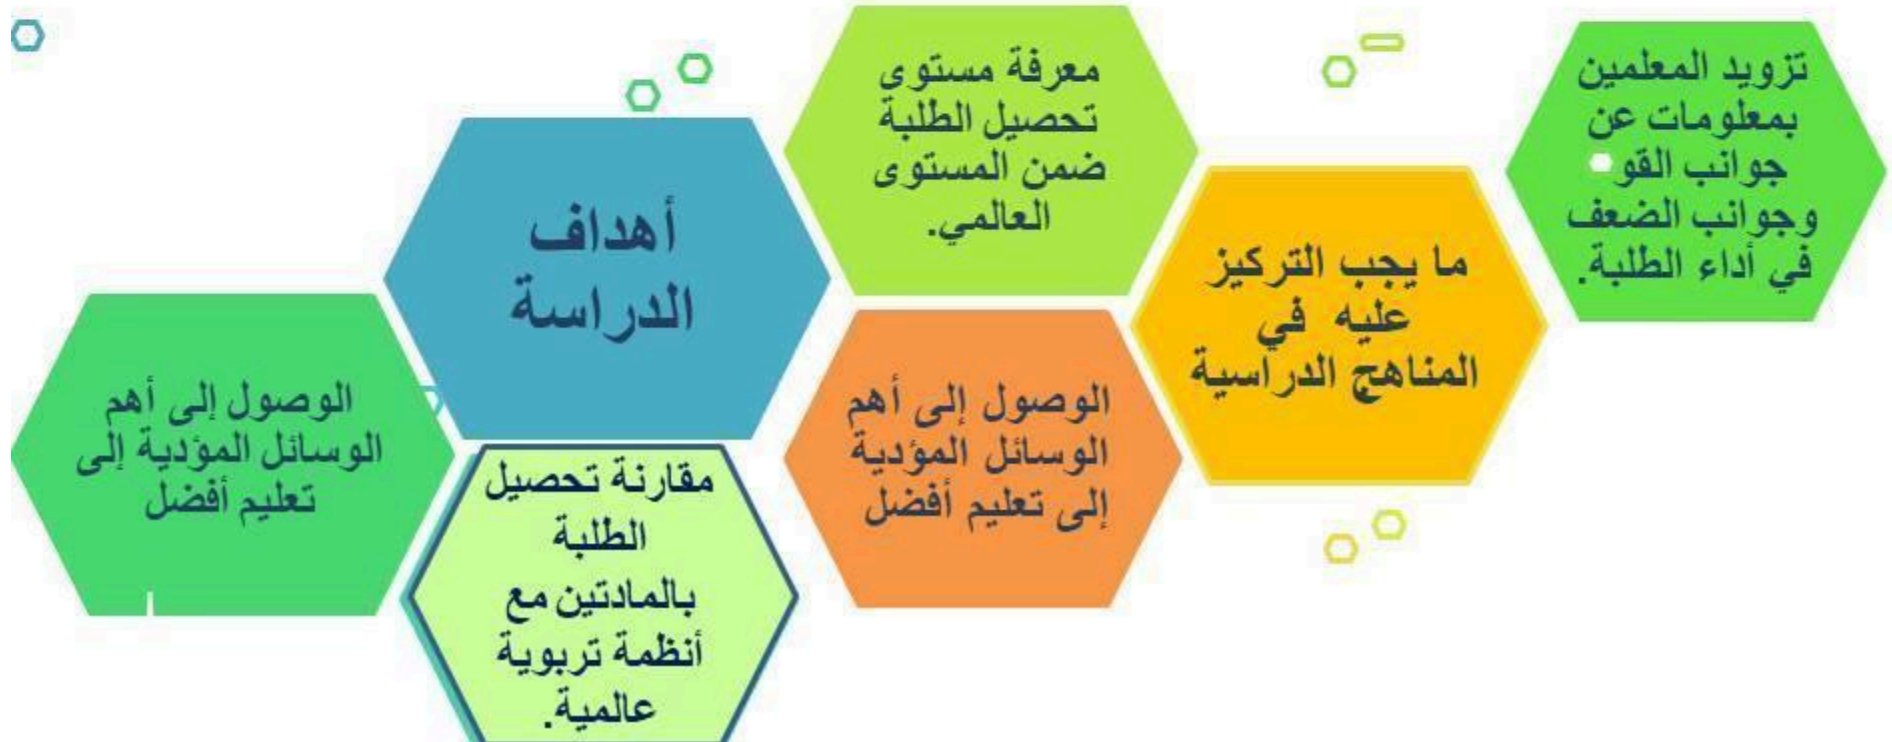 تزويد المعلمين
بمعلومات عن
جوانب القو
وجوانب الضعف
في أداء الطلبة.
معرفة مستوى
تحصيل الطلبة
ضمن المستوى
العالمي.
ما يجب التركيز
عليه في
المناهج الدراسية
أهداف
الدراسة
الوصول إلى أهم
الوسائل المؤدية
إلى تعليم أفضل
الوصول إلى أهم
الوسائل المؤدية إلى
تعليم أفضل
مقارنة تحصيل
الطلبة
بالمادتين مع
أنظمة تربوية
عالمية.